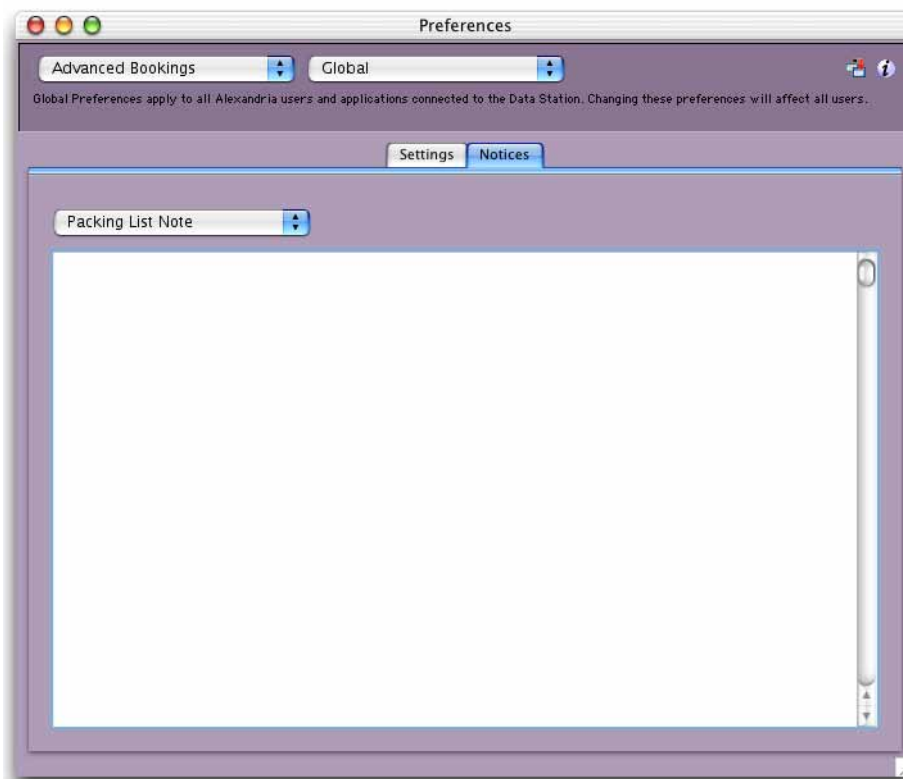 Preferences
Advanced Bookings Global
Global Preferences apply to all Alexandria users and applications connected to the Data Station. Changing these preferences will affect all users.
Settings Notices
Packing List Note